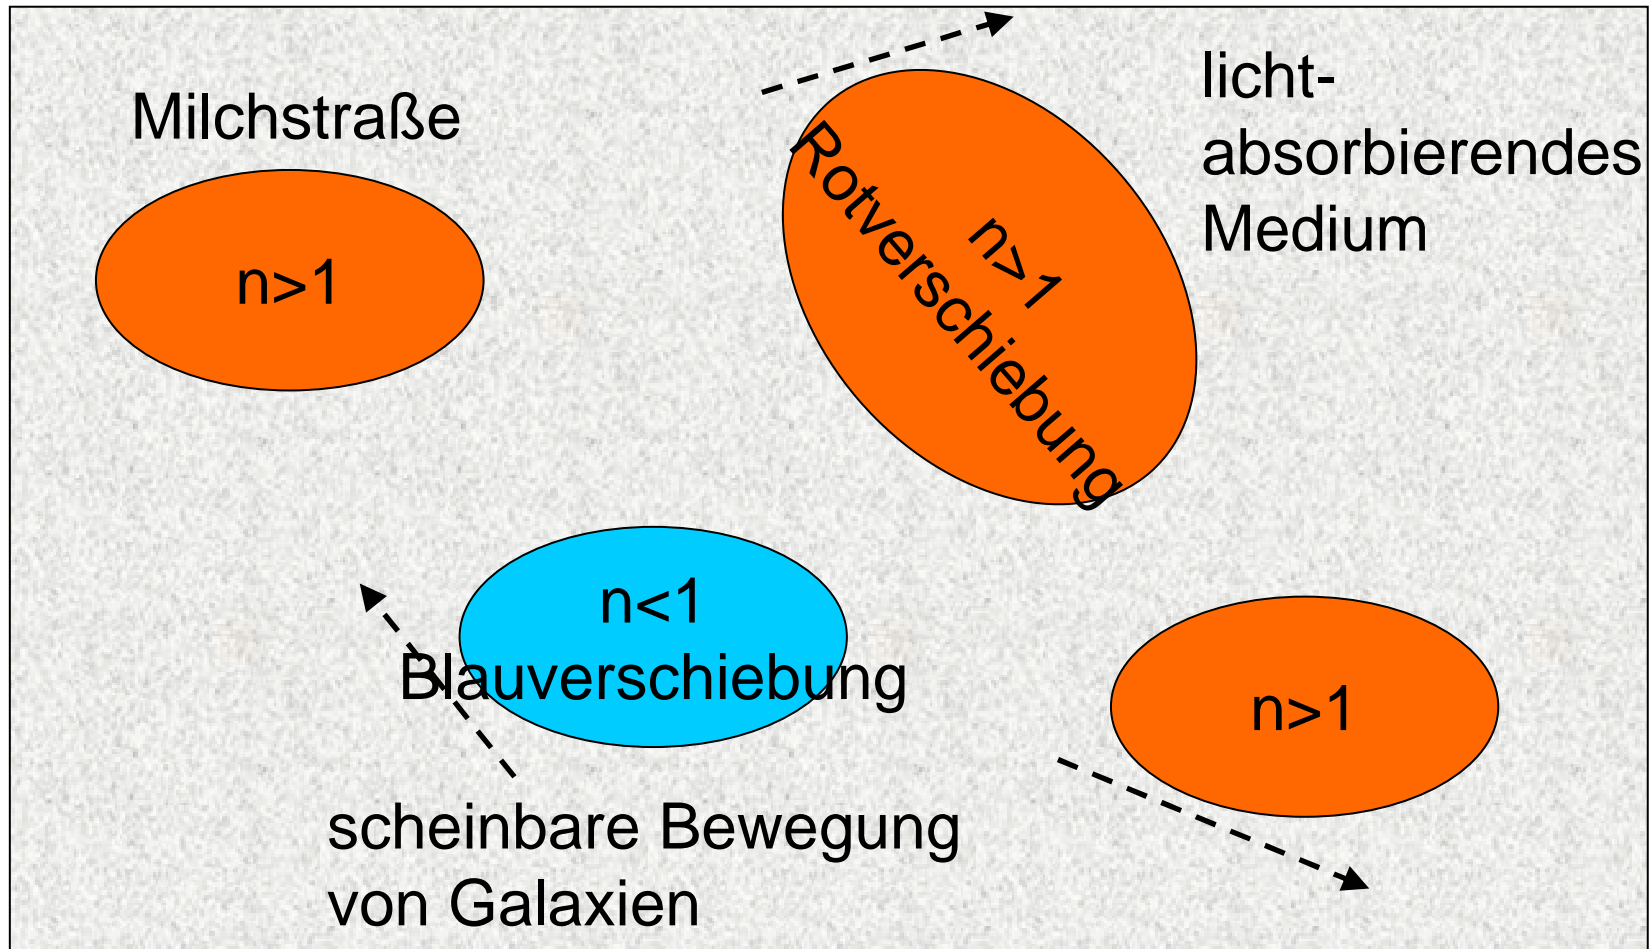 Milchstraße
n>1
n>1
Rotverschiebung
licht-
absorbierendes
Medium
n<1
Blauverschiebung
n>1
scheinbare Bewegung
von Galaxien